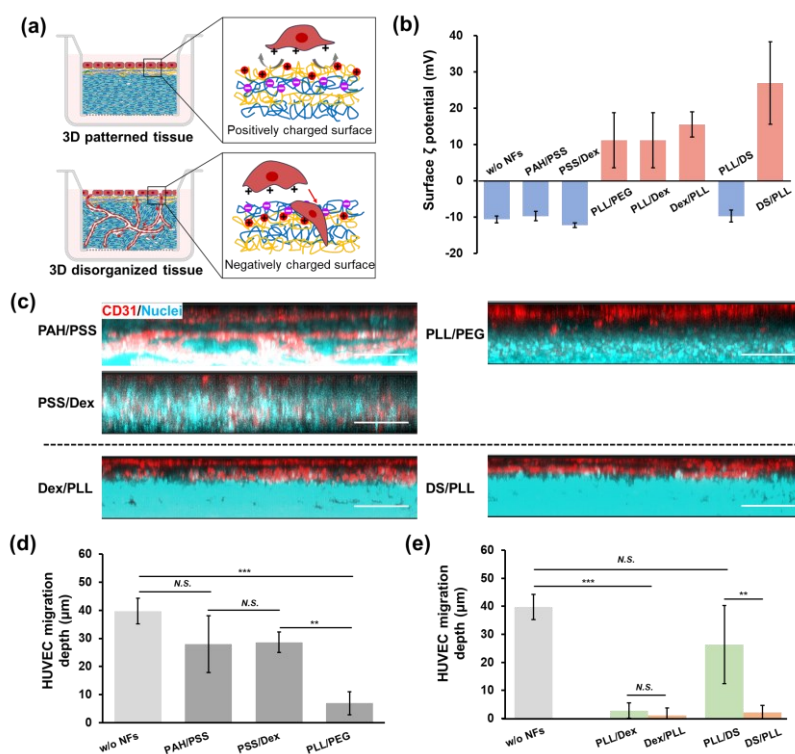 (a)
3D patterned tissue
Positively charged surface
3D disorganized tissue
Negatively charged surface
(b)
Surface ζ potential (mV)
40
30
20
10
0
-10
-20
w/o NFs
PAH/PSS
PSS/Dex
PLL/PEG
PLL/Dex
Dex/PLL
PLL/DS
DS/PLL
(c)
CD31/Nuclei
PAH/PSS
PLL/PEG
PSS/Dex
Dex/PLL
DS/PLL
(d)
HUVEC migration
depth (μm)
60
50
40
30
20
10
0
***
N.S.
N.S.
**
w/o NFs
PAH/PSS
PSS/Dex
PLL/PEG
(e)
HUVEC migration
depth (μm)
60
50
40
30
20
10
0
N.S.
***
**
N.S.
w/o NFs
PLL/Dex
Dex/PLL
PLL/DS
DS/PLL